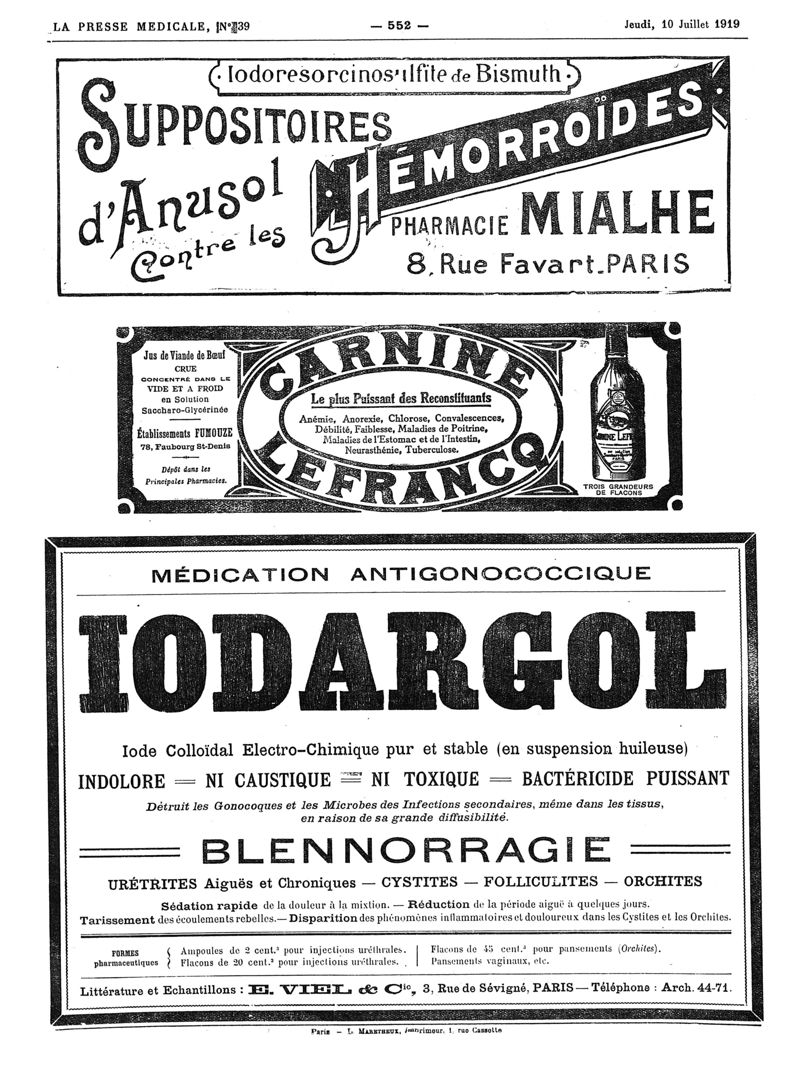 LA PRESSE MEDICALE, N° 39
— 552 —
Jeudi, 10 Juillet 1919
Iodoresorcinosulfite de Bismuth
SUPPOSITOIRES
d'Anusol
Contre les
HÉMORROÏDES
PHARMACIE MIALHE
8, Rue Favart_PARIS
Jus de Viande de Bœuf
CRUE
CONCENTRÉ DANS LE
VIDE ET A FROID
en Solution
Saccharo-Glycérinée
Établissements FUMOUZE
78, Faubourg St-Denis
Dépôt dans les
Principales Pharmacies.
CARNINE
Le plus Puissant des Reconstituants
Anémie, Anorexie, Chlorose, Convalescences,
Débilité, Faiblesse, Maladies de Poitrine,
Maladies de l'Estomac et de l'Intestin,
Neurasthénie, Tuberculose.
LEFRANCQ
TROIS GRANDEURS
DE FLACONS
MÉDICATION ANTIGONOCOCCIQUE
IODARGOL
Iode Colloïdal Electro-Chimique pur et stable (en suspension huileuse)
INDOLORE = NI CAUSTIQUE = NI TOXIQUE = BACTÉRICIDE PUISSANT
Détruit les Gonocoques et les Microbes des Infections secondaires, même dans les tissus,
en raison de sa grande diffusibilité.
BLENNORRAGIE
URÉTRITES Aiguës et Chroniques — CYSTITES — FOLLICULITES — ORCHITES
Sédation rapide de la douleur à la mixtion. — Réduction de la période aiguë à quelques jours.
Tarissement des écoulements rebelles. — Disparition des phénomènes inflammatoires et douloureux dans les Cystites et les Orchites.
FORMES
pharmaceutiques
Ampoules de 2 cent.³ pour injections uréthrales.
Flacons de 20 cent.³ pour injections uréthrales.
Flacons de 45 cent.³ pour pansements (Orchites).
Pansements vaginaux, etc.
Littérature et Echantillons : E. VIEL & Cie, 3, Rue de Sévigné, PARIS — Téléphone : Arch. 44-71.
Paris — L. MARETHEUX, imprimeur, 1, rue Cassette